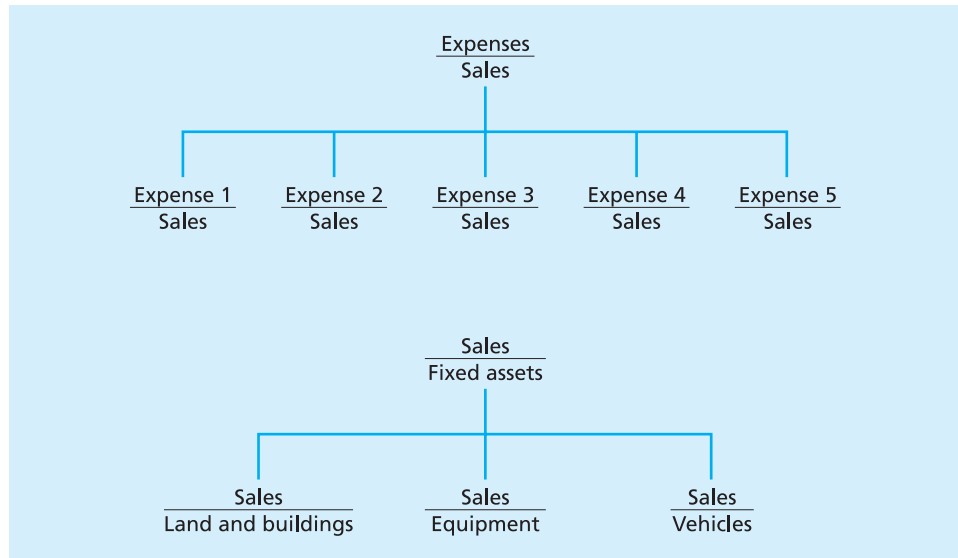 Expenses
Sales
Expense 1 Expense 2 Expense 3 Expense 4 Expense 5
Sales Sales Sales Sales Sales
Sales
Fixed assets
Sales Sales Sales
Land and buildings Equipment Vehicles